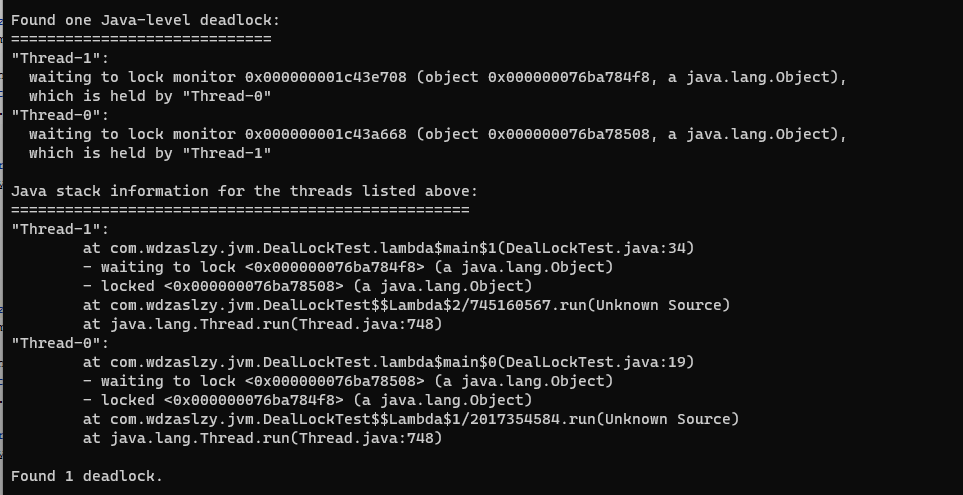 Found one Java-level deadlock:
=============================
"Thread-1":
  waiting to lock monitor 0x000000001c43e708 (object 0x000000076ba784f8, a java.lang.Object),
  which is held by "Thread-0"
"Thread-0":
  waiting to lock monitor 0x000000001c43a668 (object 0x000000076ba78508, a java.lang.Object),
  which is held by "Thread-1"

Java stack information for the threads listed above:
===================================================
"Thread-1":
        at com.wdzaslzy.jvm.DealLockTest.lambda$main$1(DealLockTest.java:34)
        - waiting to lock <0x000000076ba784f8> (a java.lang.Object)
        - locked <0x000000076ba78508> (a java.lang.Object)
        at com.wdzaslzy.jvm.DealLockTest$$Lambda$2/745160567.run(Unknown Source)
        at java.lang.Thread.run(Thread.java:748)
"Thread-0":
        at com.wdzaslzy.jvm.DealLockTest.lambda$main$0(DealLockTest.java:19)
        - waiting to lock <0x000000076ba78508> (a java.lang.Object)
        - locked <0x000000076ba784f8> (a java.lang.Object)
        at com.wdzaslzy.jvm.DealLockTest$$Lambda$1/2017354584.run(Unknown Source)
        at java.lang.Thread.run(Thread.java:748)

Found 1 deadlock.